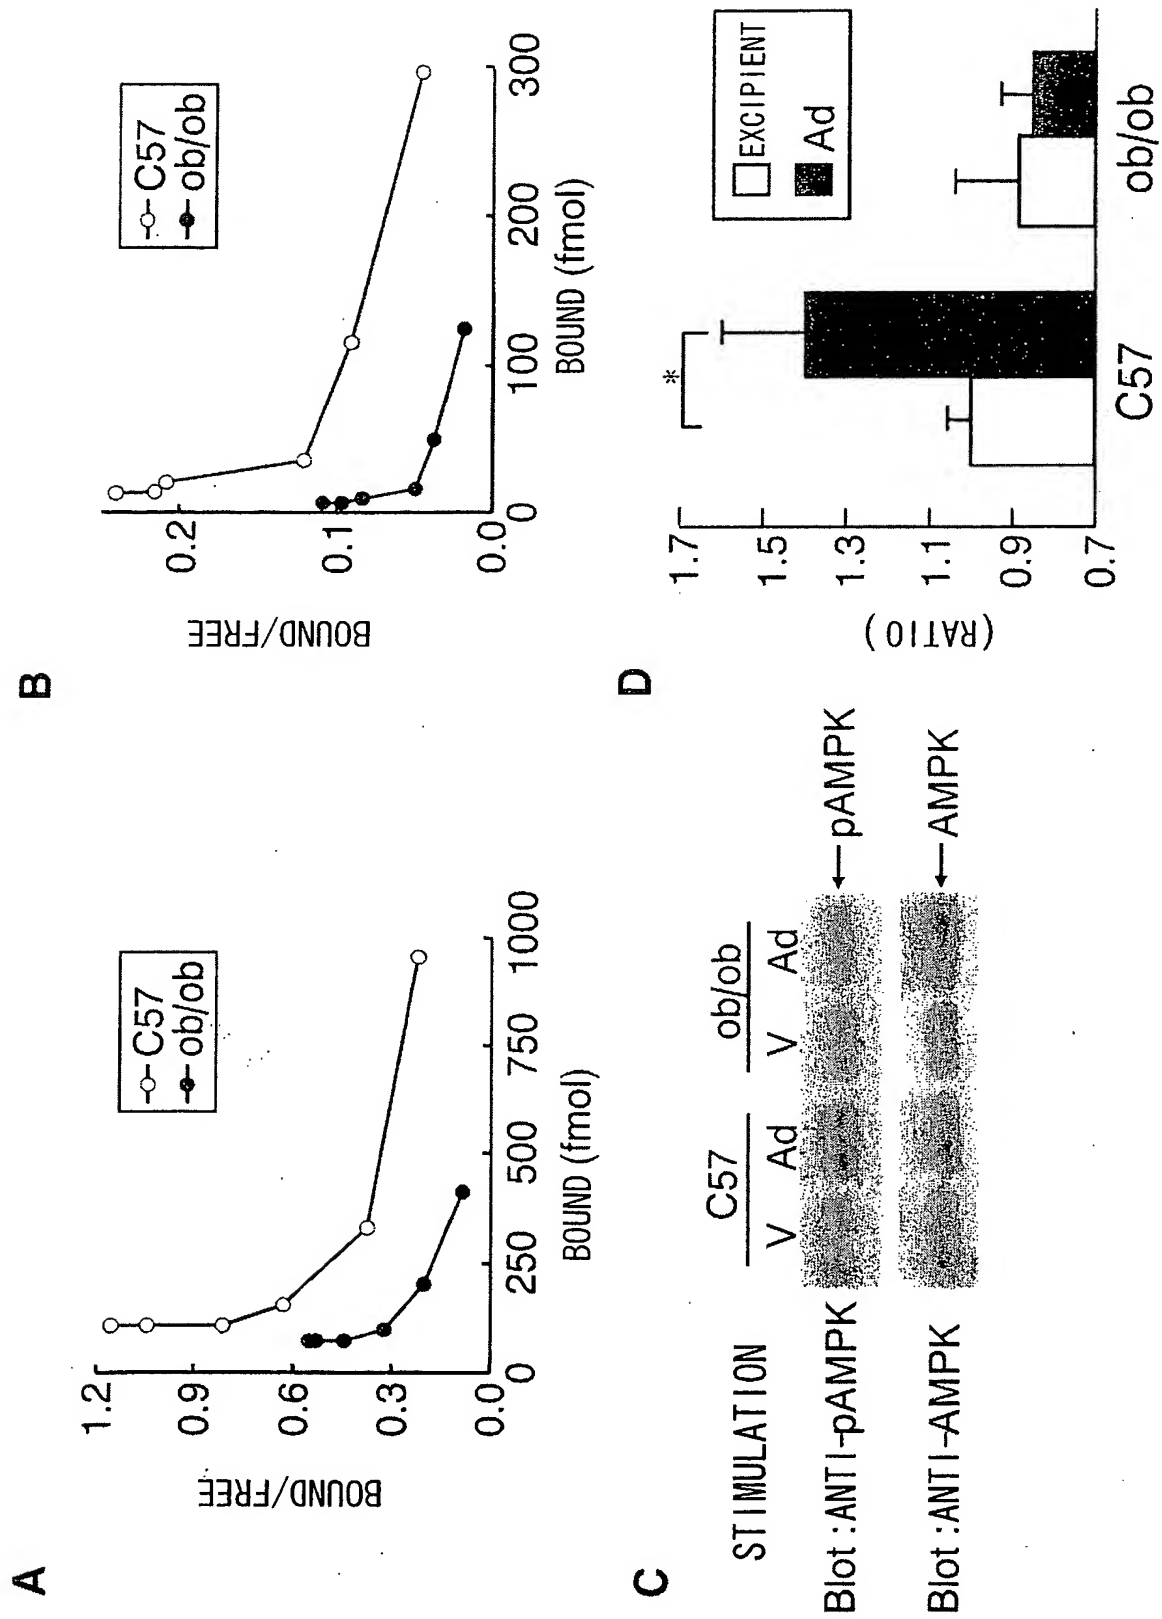 A
BOUND/FREE
1.2
0.9
0.6
0.3
0.0
0
250
500
750
1000
BOUND (fmol)
C57
ob/ob
B
BOUND/FREE
0.2
0.1
0.0
0
100
200
300
BOUND (fmol)
C57
ob/ob
C
STIMULATION
C57
ob/ob
V Ad V Ad
Blot:ANTI-pAMPK
pAMPK
Blot:ANTI-AMPK
AMPK
D
(RATIO)
1.7
1.5
1.3
1.1
0.9
0.7
*
EXCIPIENT
Ad
C57
ob/ob